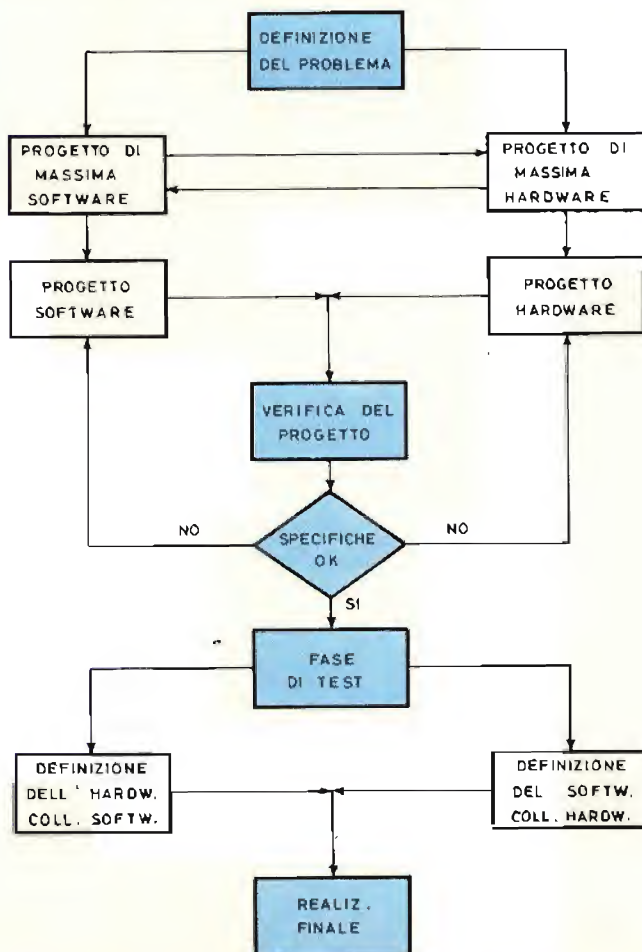 DEFINIZIONE
DEL PROBLEMA
PROGETTO DI
MASSIMA
SOFTWARE
PROGETTO DI
MASSIMA
HARDWARE
PROGETTO
SOFTWARE
PROGETTO
HARDWARE
VERIFICA DEL
PROGETTO
NO
SPECIFICHE
OK
NO
SI
FASE
DI TEST
DEFINIZIONE
DELL' HARDW.
COLL. SOFTW.
DEFINIZIONE
DEL SOFTW.
COLL. HARDW.
REALIZ.
FINALE